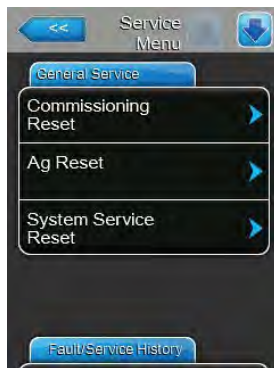 << Service
Menu
General Service
Commissioning
Reset
Ag Reset
System Service
Reset
Fault/Service History